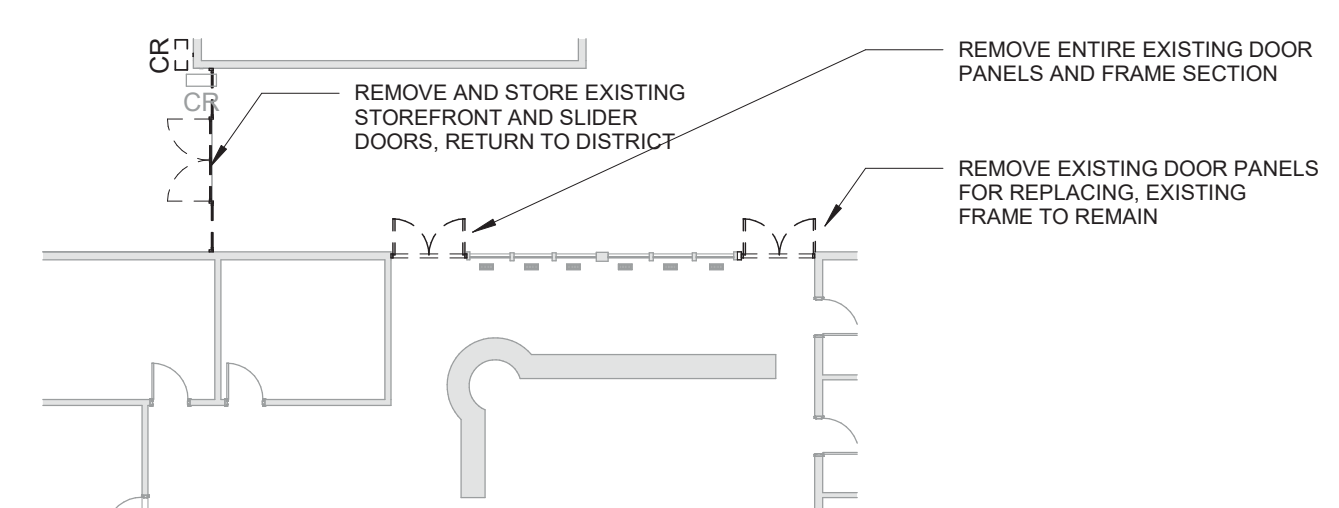 CR
CR
REMOVE AND STORE EXISTING
STOREFRONT AND SLIDER
DOORS, RETURN TO DISTRICT
REMOVE ENTIRE EXISTING DOOR
PANELS AND FRAME SECTION
REMOVE EXISTING DOOR PANELS
FOR REPLACING, EXISTING
FRAME TO REMAIN